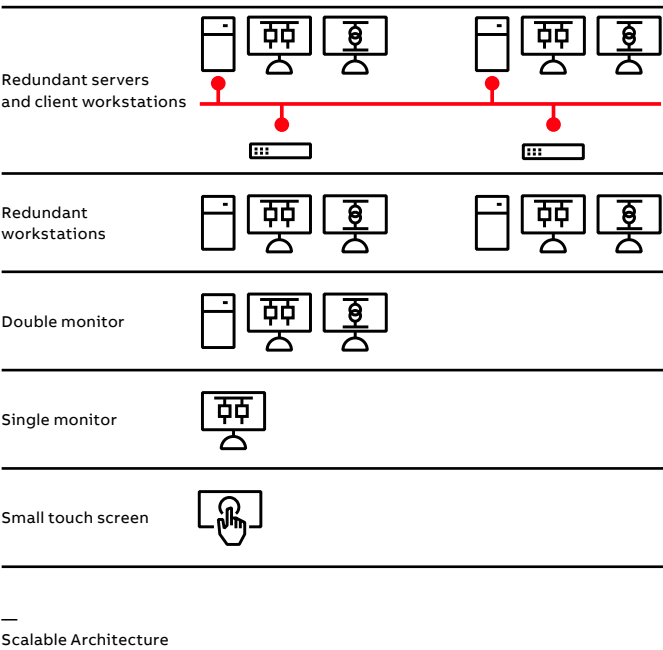 Redundant servers
and client workstations
Redundant
workstations
Double monitor
Single monitor
Small touch screen
—
Scalable Architecture